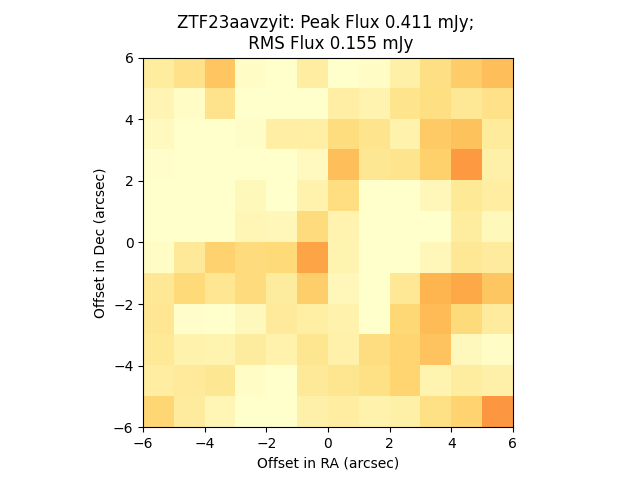 ZTF23aavzyit: Peak Flux 0.411 mJy;
RMS Flux 0.155 mJy
6
4
2
0
−2
−4
−6
Offset in Dec (arcsec)
−6 −4 −2 0 2 4 6
Offset in RA (arcsec)